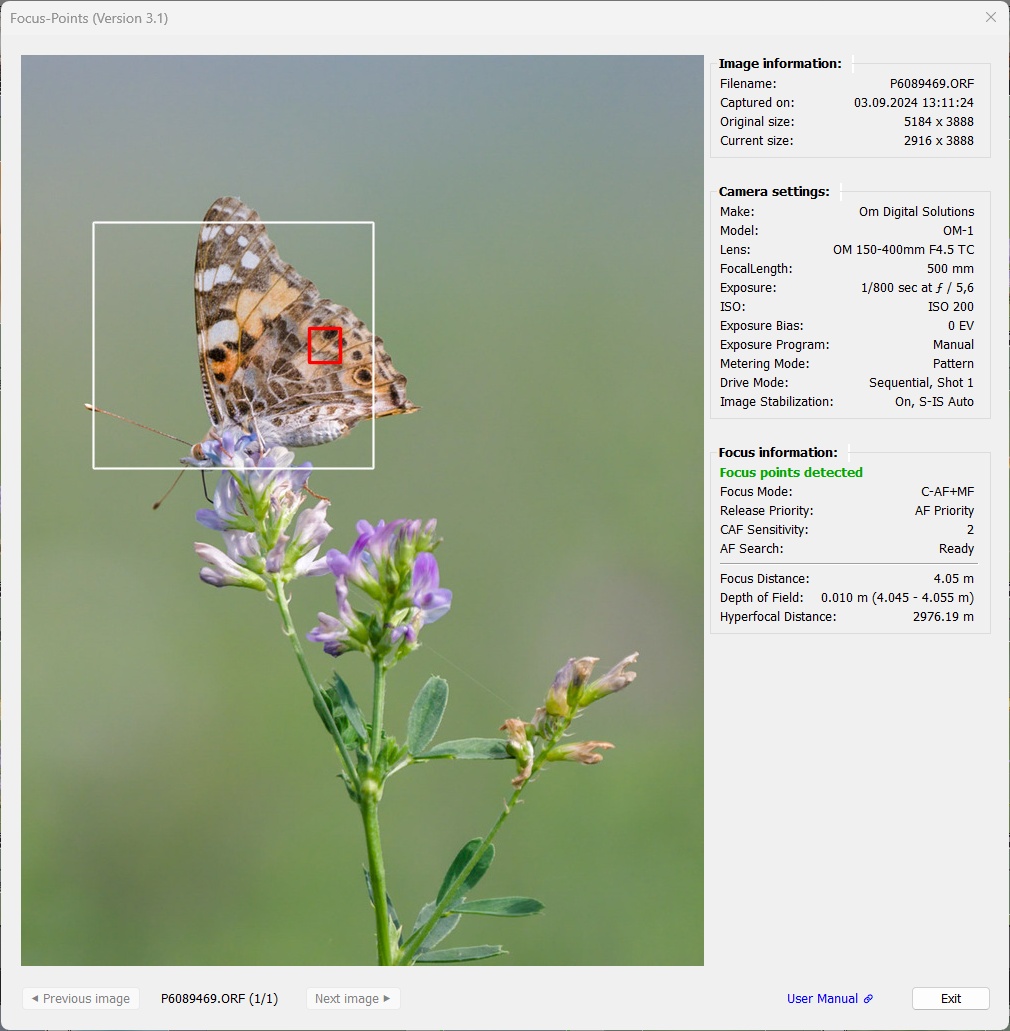 Focus-Points (Version 3.1)
Image information:
Filename: P6089469.ORF
Captured on: 03.09.2024 13:11:24
Original size: 5184 x 3888
Current size: 2916 x 3888
Camera settings:
Make: Om Digital Solutions
Model: OM-1
Lens: OM 150-400mm F4.5 TC
FocalLength: 500 mm
Exposure: 1/800 sec at ƒ / 5,6
ISO: ISO 200
Exposure Bias: 0 EV
Exposure Program: Manual
Metering Mode: Pattern
Drive Mode: Sequential, Shot 1
Image Stabilization: On, S-IS Auto
Focus information:
Focus points detected
Focus Mode: C-AF+MF
Release Priority: AF Priority
CAF Sensitivity: 2
AF Search: Ready
Focus Distance: 4.05 m
Depth of Field: 0.010 m (4.045 - 4.055 m)
Hyperfocal Distance: 2976.19 m
Previous image P6089469.ORF (1/1) Next image User Manual Exit